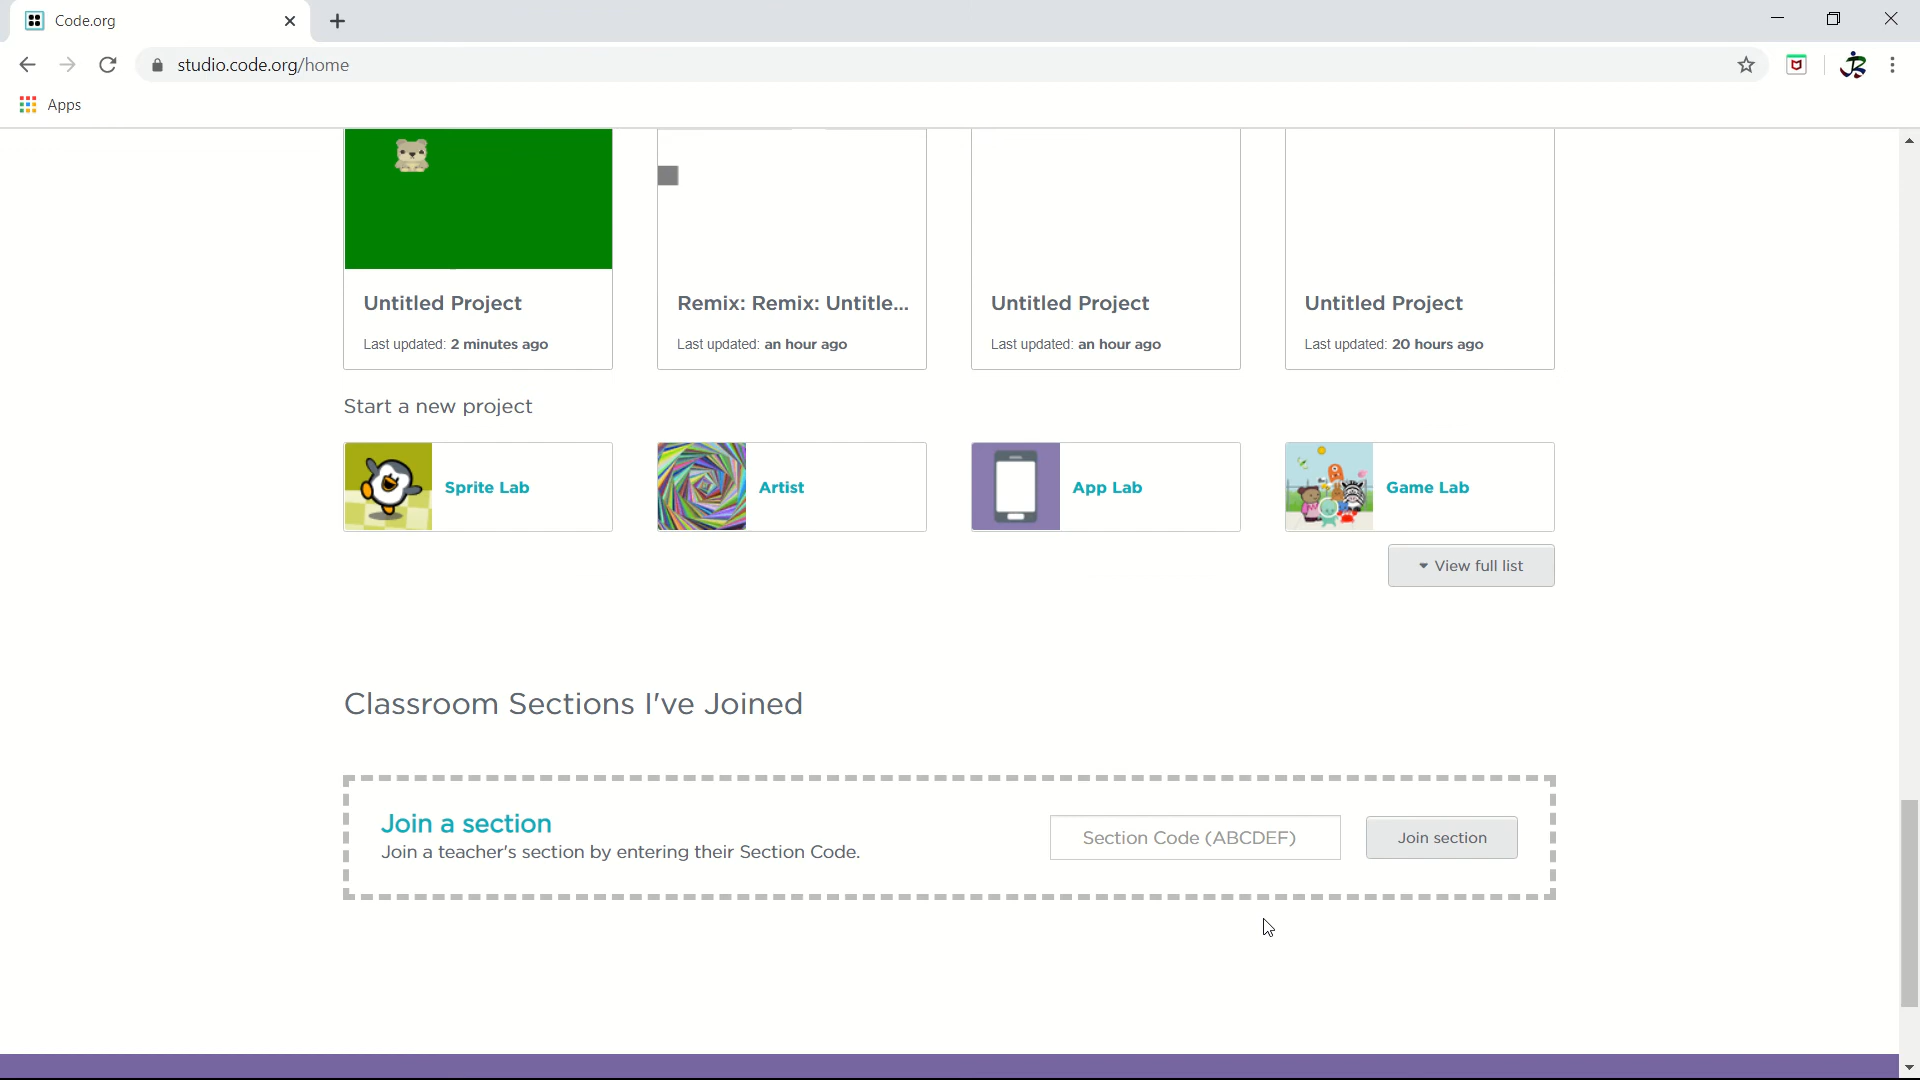 Code.org
studio.code.org/home
Apps
Untitled Project
Last updated: 2 minutes ago
Remix: Remix: Untitle...
Last updated: an hour ago
Untitled Project
Last updated: an hour ago
Untitled Project
Last updated: 20 hours ago
Start a new project
Sprite Lab
Artist
App Lab
Game Lab
View full list
Classroom Sections I've Joined
Join a section
Join a teacher's section by entering their Section Code.
Section Code (ABCDEF)
Join section